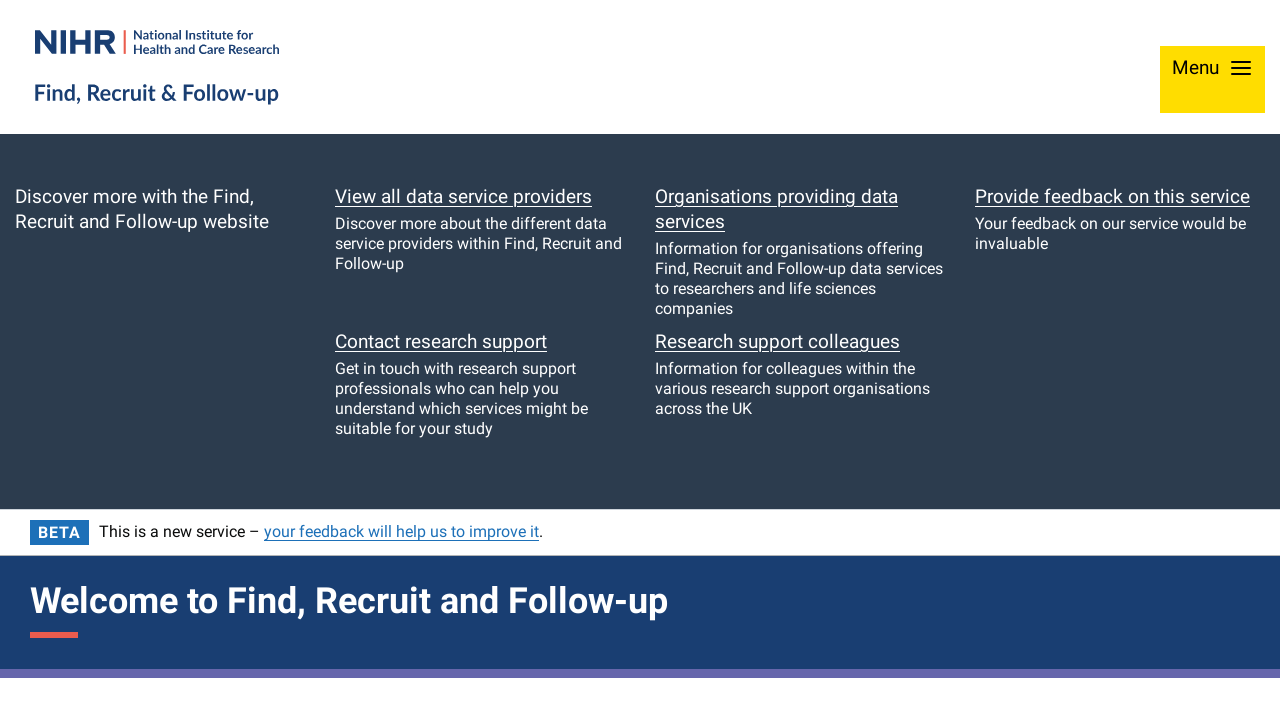 NIHR | National Institute for
Health and Care Research
Find, Recruit & Follow-up
Menu
Discover more with the Find,
Recruit and Follow-up website
View all data service providers
Discover more about the different data
service providers within Find, Recruit and
Follow-up
Organisations providing data
services
Information for organisations offering
Find, Recruit and Follow-up data services
to researchers and life sciences
companies
Provide feedback on this service
Your feedback on our service would be
invaluable
Contact research support
Get in touch with research support
professionals who can help you
understand which services might be
suitable for your study
Research support colleagues
Information for colleagues within the
various research support organisations
across the UK
BETA This is a new service – your feedback will help us to improve it.
Welcome to Find, Recruit and Follow-up